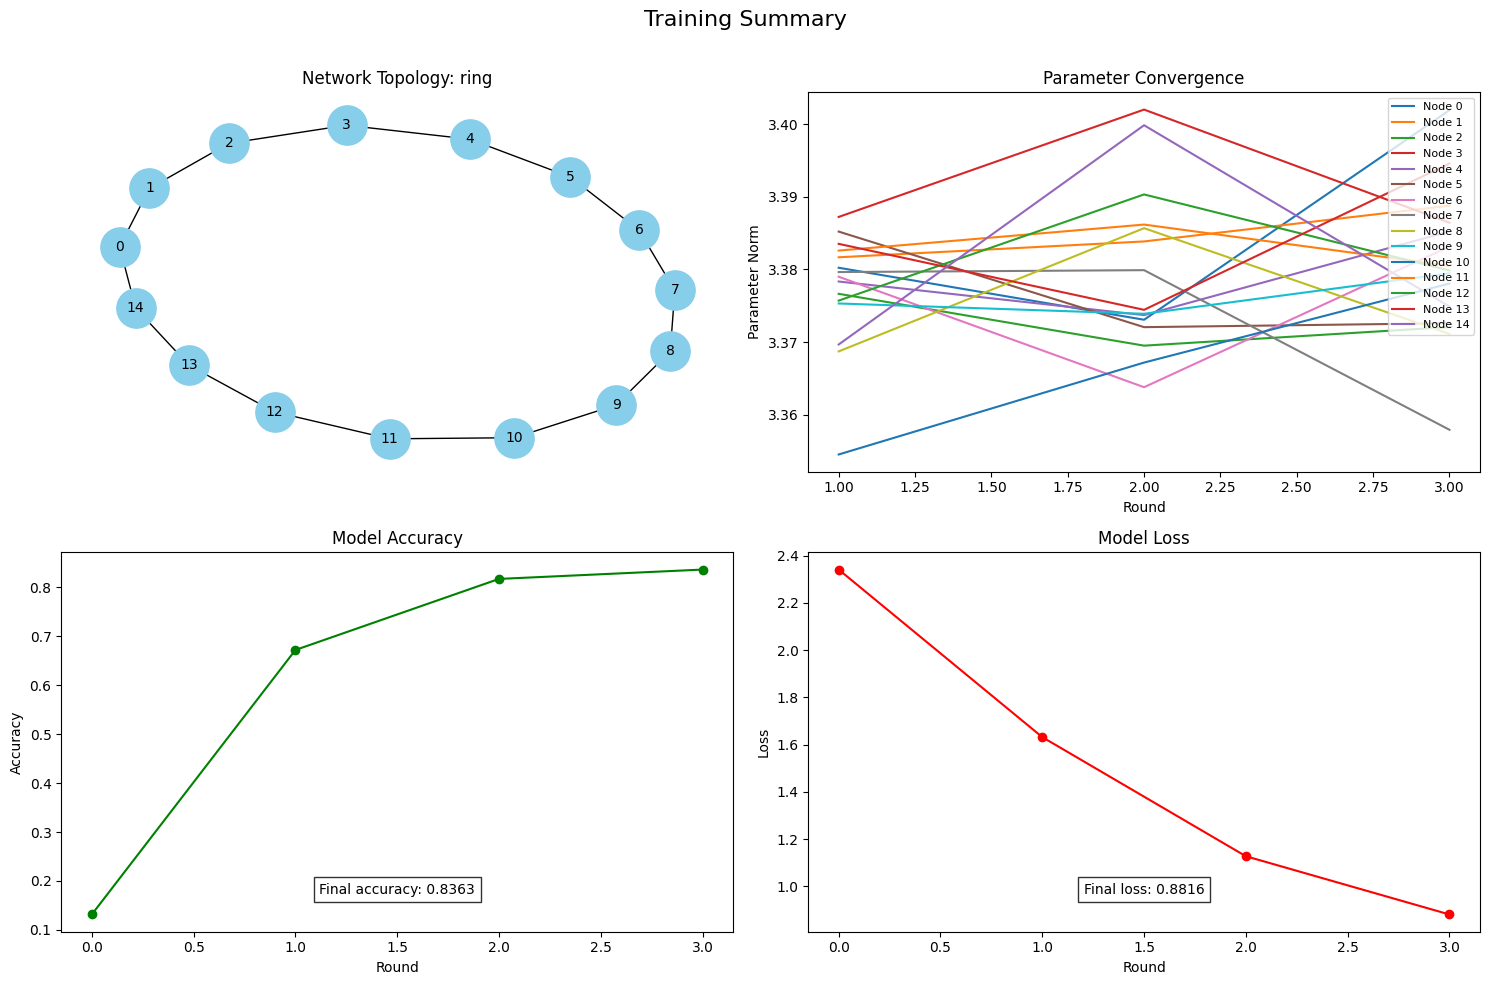 Training Summary
Network Topology: ring
3
4
2
5
1
6
0
7
14
8
13
9
12
11
10
Parameter Convergence
Parameter Norm
3.40
3.39
3.38
3.37
3.36
Node 0
Node 1
Node 2
Node 3
Node 4
Node 5
Node 6
Node 7
Node 8
Node 9
Node 10
Node 11
Node 12
Node 13
Node 14
1.00 1.25 1.50 1.75 2.00 2.25 2.50 2.75 3.00
Round
Model Accuracy
Accuracy
0.8
0.7
0.6
0.5
0.4
0.3
0.2
0.1
Final accuracy: 0.8363
0.0 0.5 1.0 1.5 2.0 2.5 3.0
Round
Model Loss
Loss
2.4
2.2
2.0
1.8
1.6
1.4
1.2
1.0
Final loss: 0.8816
0.0 0.5 1.0 1.5 2.0 2.5 3.0
Round